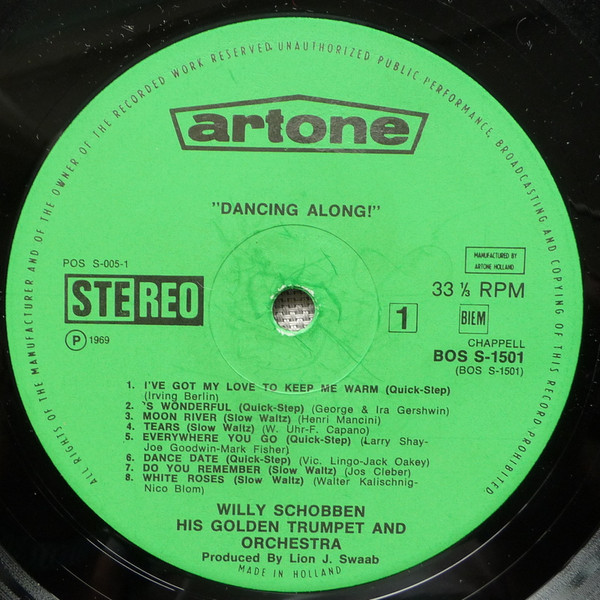 ALL RIGHTS OF THE MANUFACTURER AND OF THE OWNER OF THE RECORDED WORK RESERVED. UNAUTHORIZED PUBLIC PERFORMANCE, BROADCASTING AND COPYING OF THIS RECORD PROHIBITED
artone
"DANCING ALONG!"
POS S-005-1
STEREO
P 1969
MANUFACTURED BY
ARTONE HOLLAND
33 ⅓ RPM
1
BIEM
CHAPPELL
BOS S-1501
(BOS S-1501)
1. I'VE GOT MY LOVE TO KEEP ME WARM (Quick-Step)
(Irving Berlin)
2. 'S WONDERFUL (Quick-Step) (George & Ira Gershwin)
3. MOON RIVER (Slow Waltz) (Henri Mancini)
4. TEARS (Slow Waltz) (W. Uhr-F. Capano)
5. EVERYWHERE YOU GO (Quick-Step) (Larry Shay-
Joe Goodwin-Mark Fisher)
6. DANCE DATE (Quick-Step) (Vic. Lingo-Jack Oakey)
7. DO YOU REMEMBER (Slow Waltz) (Jos Cleber)
8. WHITE ROSES (Slow Waltz) (Walter Kalischnig-
Nico Blom)
WILLY SCHOBBEN
HIS GOLDEN TRUMPET AND
ORCHESTRA
Produced by Lion J. Swaab
MADE IN HOLLAND